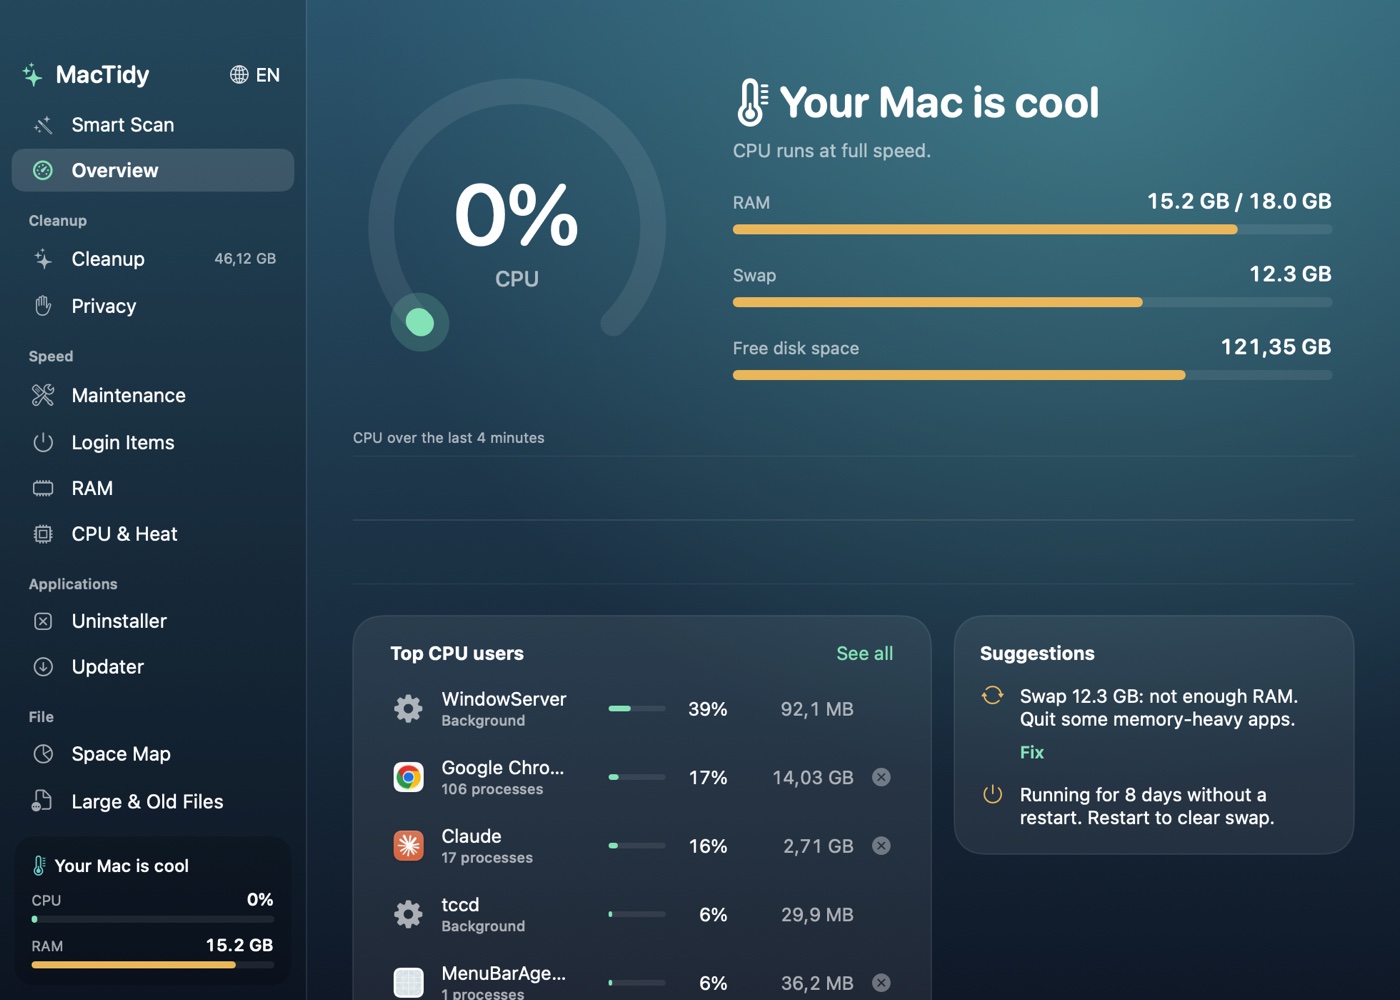 MacTidy
EN
Smart Scan
Overview
Cleanup
Cleanup 46,12 GB
Privacy
Speed
Maintenance
Login Items
RAM
CPU & Heat
Applications
Uninstaller
Updater
File
Space Map
Large & Old Files
Your Mac is cool
CPU 0%
RAM 15.2 GB
0%
CPU
Your Mac is cool
CPU runs at full speed.
RAM 15.2 GB / 18.0 GB
Swap 12.3 GB
Free disk space 121,35 GB
CPU over the last 4 minutes
Top CPU users See all
WindowServer 39% 92,1 MB
Background
Google Chro... 17% 14,03 GB
106 processes
Claude 16% 2,71 GB
17 processes
tccd 6% 29,9 MB
Background
MenuBarAge... 6% 36,2 MB
1 processes
Suggestions
Swap 12.3 GB: not enough RAM.
Quit some memory-heavy apps.
Fix
Running for 8 days without a
restart. Restart to clear swap.